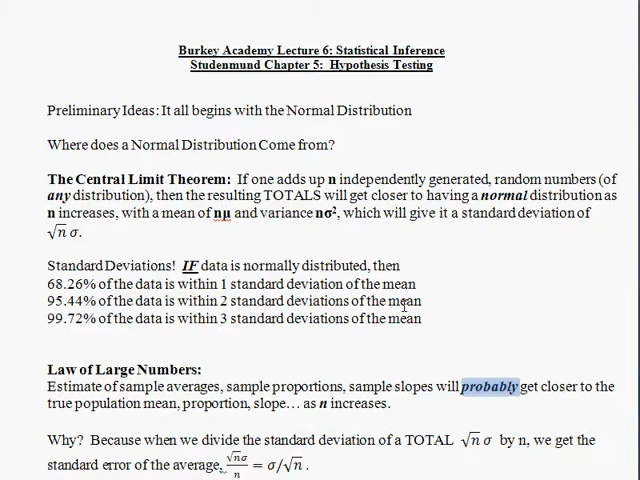 Burkey Academy Lecture 6: Statistical Inference
Studenmund Chapter 5:  Hypothesis Testing
Preliminary Ideas: It all begins with the Normal Distribution
Where does a Normal Distribution Come from?
The Central Limit Theorem:  If one adds up n independently generated, random numbers (of
any distribution), then the resulting TOTALS will get closer to having a normal distribution as
n increases, with a mean of nμ and variance nσ², which will give it a standard deviation of
√n σ.
Standard Deviations!  IF data is normally distributed, then
68.26% of the data is within 1 standard deviation of the mean
95.44% of the data is within 2 standard deviations of the mean
99.72% of the data is within 3 standard deviations of the mean
Law of Large Numbers:
Estimate of sample averages, sample proportions, sample slopes will probably get closer to the
true population mean, proportion, slope… as n increases.
Why?  Because when we divide the standard deviation of a TOTAL √n σ by n, we get the
standard error of the average, √nσ/n = σ/√n .